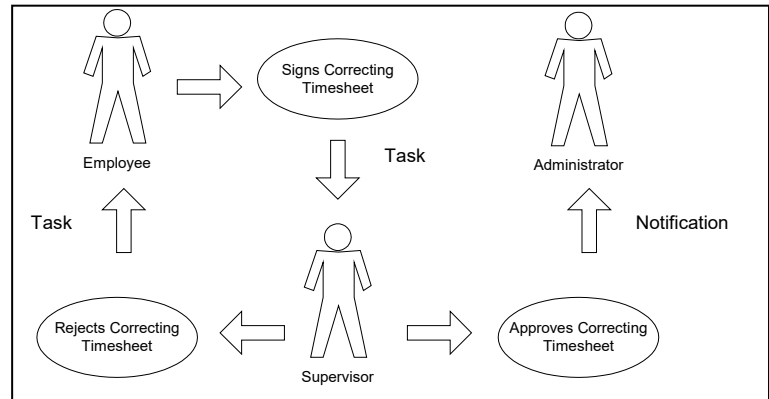 Signs Correcting
Timesheet
Employee
Task
Administrator
Task
Notification
Rejects Correcting
Timesheet
Approves Correcting
Timesheet
Supervisor